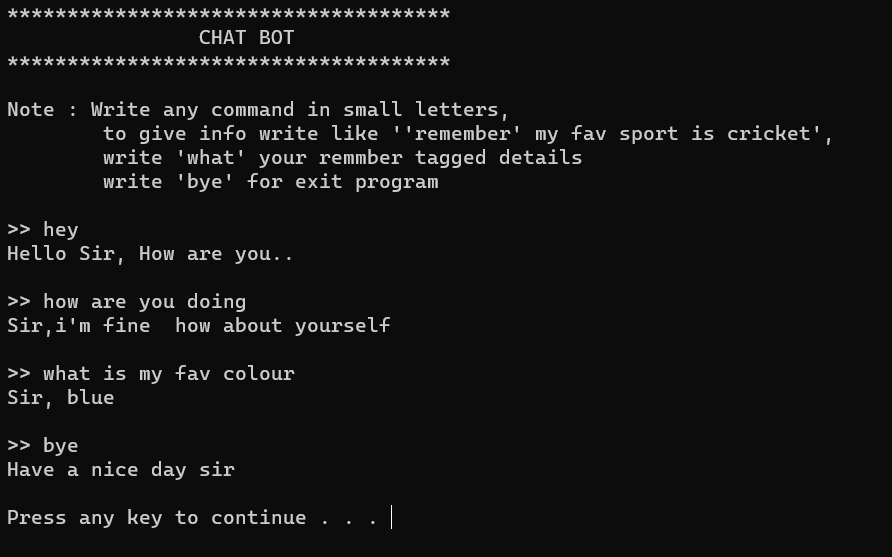 *************************************
CHAT BOT
*************************************
Note : Write any command in small letters,
to give info write like ''remember' my fav sport is cricket',
write 'what' your remmber tagged details
write 'bye' for exit program
>> hey
Hello Sir, How are you..
>> how are you doing
Sir,i'm fine  how about yourself
>> what is my fav colour
Sir, blue
>> bye
Have a nice day sir
Press any key to continue . . .